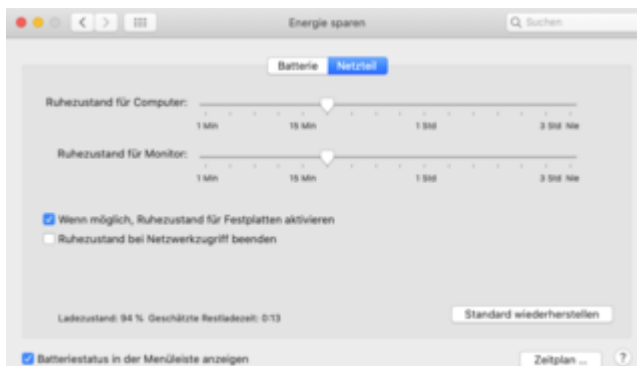 Energie sparen
Suchen
Batterie Netzteil
Ruhezustand für Computer:
1 Min 15 Min 1 Std 3 Std Nie
Ruhezustand für Monitor:
1 Min 15 Min 1 Std 3 Std Nie
Wenn möglich, Ruhezustand für Festplatten aktivieren
Ruhezustand bei Netzwerkzugriff beenden
Ladezustand: 94 % Geschätzte Restladezeit: 0:13
Standard wiederherstellen
Batteriestatus in der Menüleiste anzeigen
Zeitplan ... ?